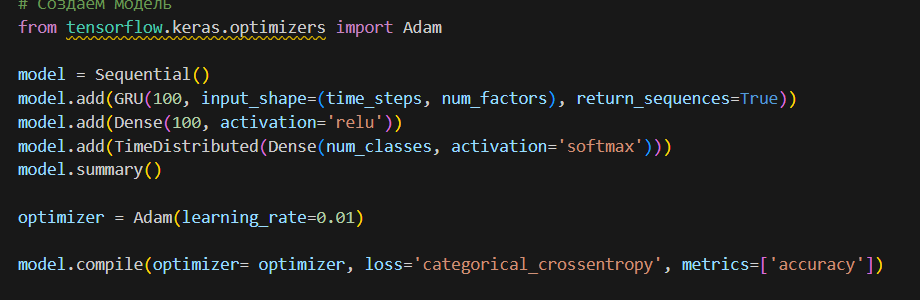 # Создаем модель
from tensorflow.keras.optimizers import Adam
model = Sequential()
model.add(GRU(100, input_shape=(time_steps, num_factors), return_sequences=True))
model.add(Dense(100, activation='relu'))
model.add(TimeDistributed(Dense(num_classes, activation='softmax')))
model.summary()
optimizer = Adam(learning_rate=0.01)
model.compile(optimizer= optimizer, loss='categorical_crossentropy', metrics=['accuracy'])